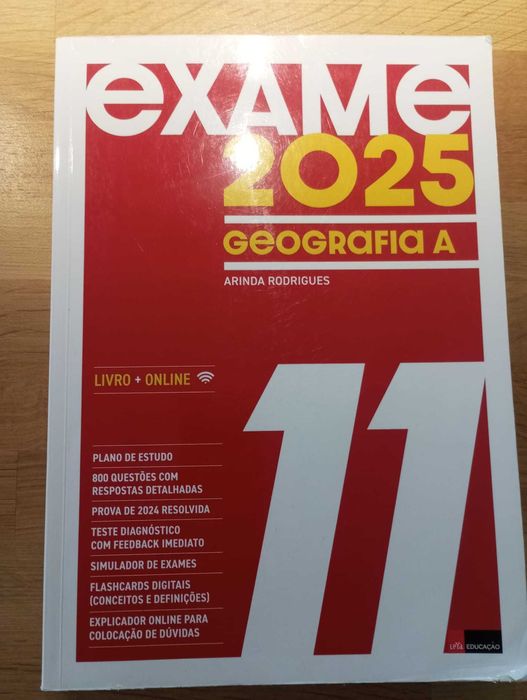 exame
2025
GEOGRAFIA A
ARINDA RODRIGUES
LIVRO + ONLINE
11
PLANO DE ESTUDO
800 QUESTÕES COM
RESPOSTAS DETALHADAS
PROVA DE 2024 RESOLVIDA
TESTE DIAGNÓSTICO
COM FEEDBACK IMEDIATO
SIMULADOR DE EXAMES
FLASHCARDS DIGITAIS
(CONCEITOS E DEFINIÇÕES)
EXPLICADOR ONLINE PARA
COLOCAÇÃO DE DÚVIDAS
LeYa EDUCAÇÃO